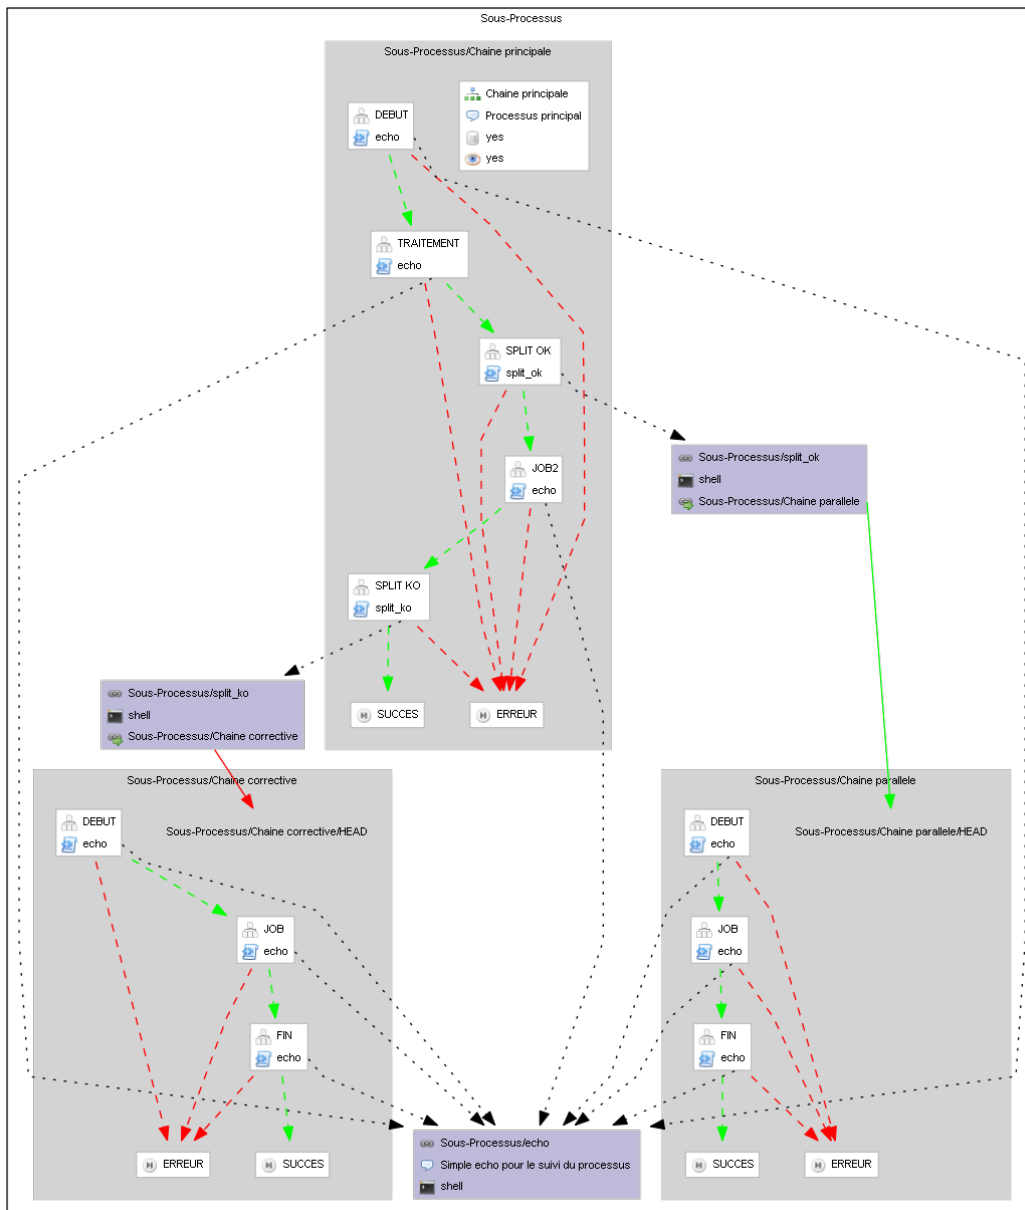 Sous-Processus
Sous-Processus/Chaine principale
Chaine principale
Processus principal
yes
yes
DEBUT
echo
TRAITEMENT
echo
SPLIT OK
split_ok
JOB2
echo
Sous-Processus/split_ok
shell
Sous-Processus/Chaine parallele
SPLIT KO
split_ko
Sous-Processus/split_ko
shell
Sous-Processus/Chaine corrective
SUCCES
ERREUR
Sous-Processus/Chaine corrective
DEBUT
echo
Sous-Processus/Chaine corrective/HEAD
JOB
echo
FIN
echo
ERREUR
SUCCES
Sous-Processus/Chaine parallele
DEBUT
echo
Sous-Processus/Chaine parallele/HEAD
JOB
echo
FIN
echo
SUCCES
ERREUR
Sous-Processus/echo
Simple echo pour le suivi du processus
shell